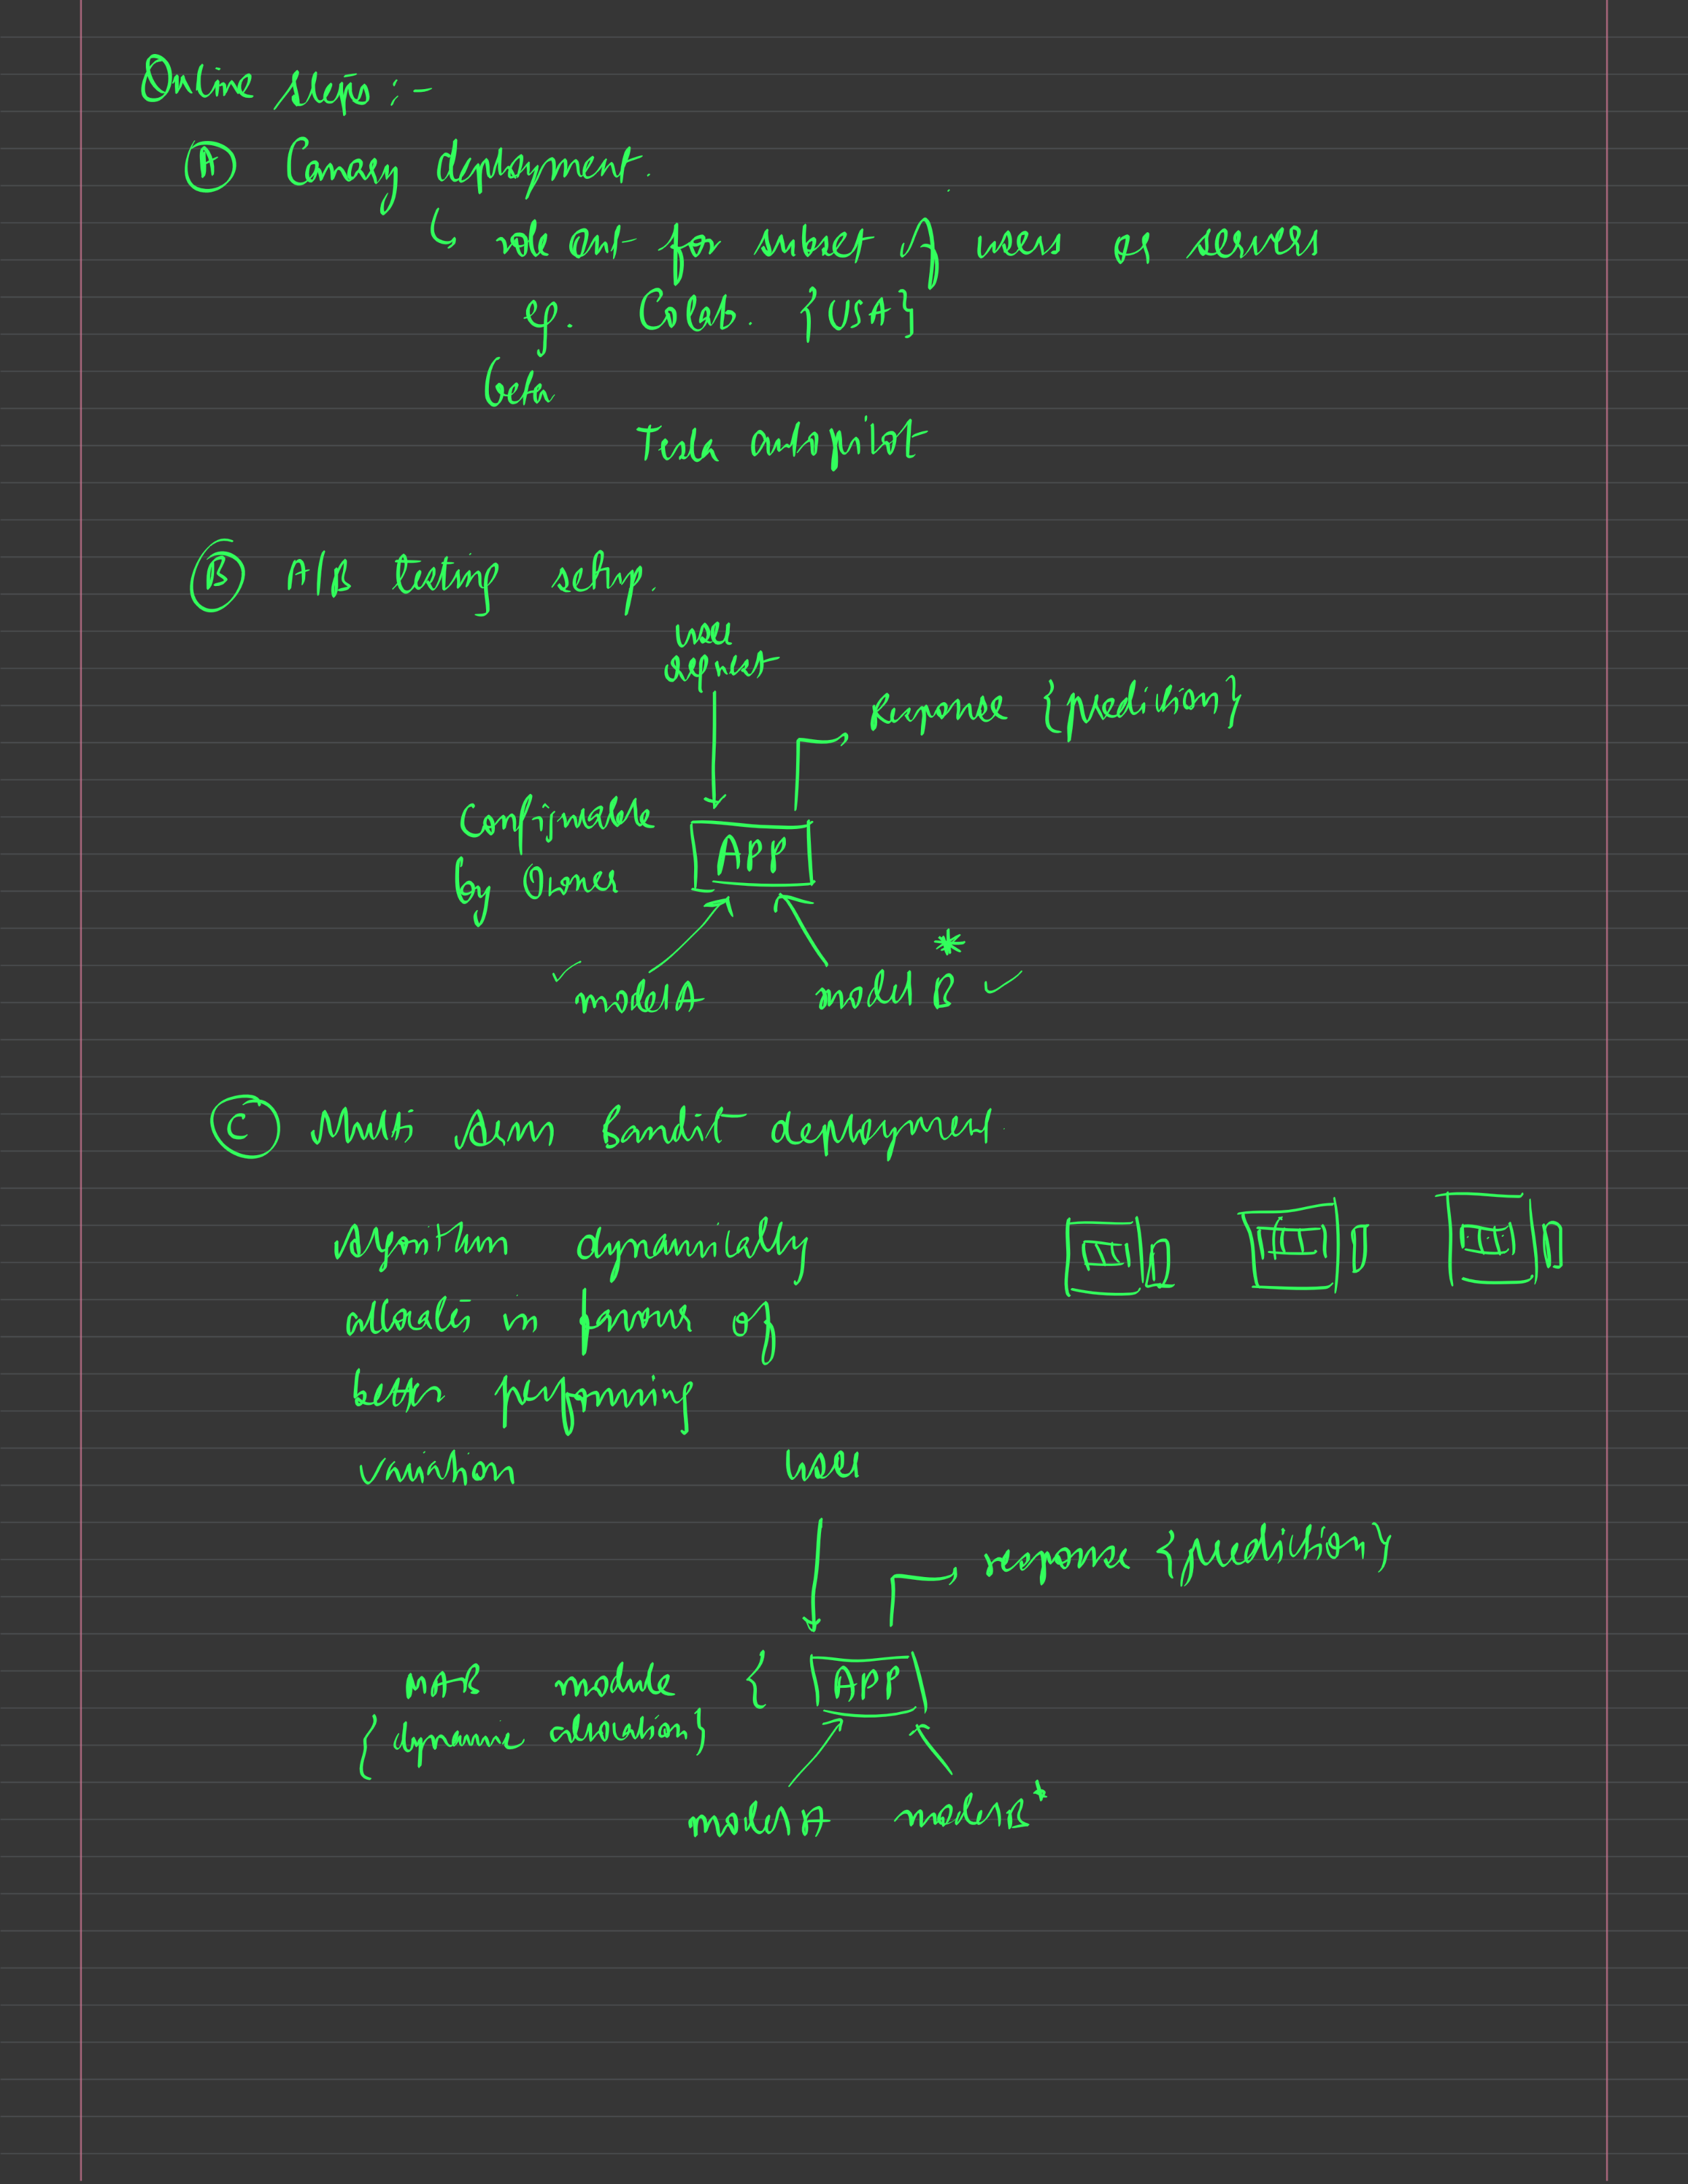 Online steps :-
(A) Canary deployment.
↳ role out for subset of users or servers
eg. Colab. {USA}
beta
Tesla autopilot
(B) A/B testing setup.
user
request
Response {prediction}
Configurable
by Owner
APP
✓ model A model B * ✓
(C) Multi Arm Bandit deployment.
Algorithm dynamically
allocates in favour of
better performing
variation
user
response {prediction}
MAB module { APP
{dynamic allocation}
model A model B*